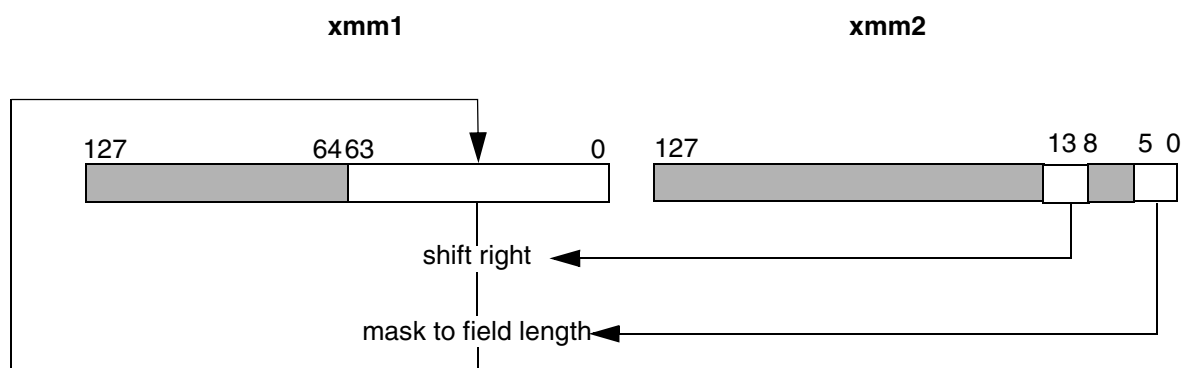 xmm1 xmm2
127 64 63 0 127 13 8 5 0
shift right
mask to field length